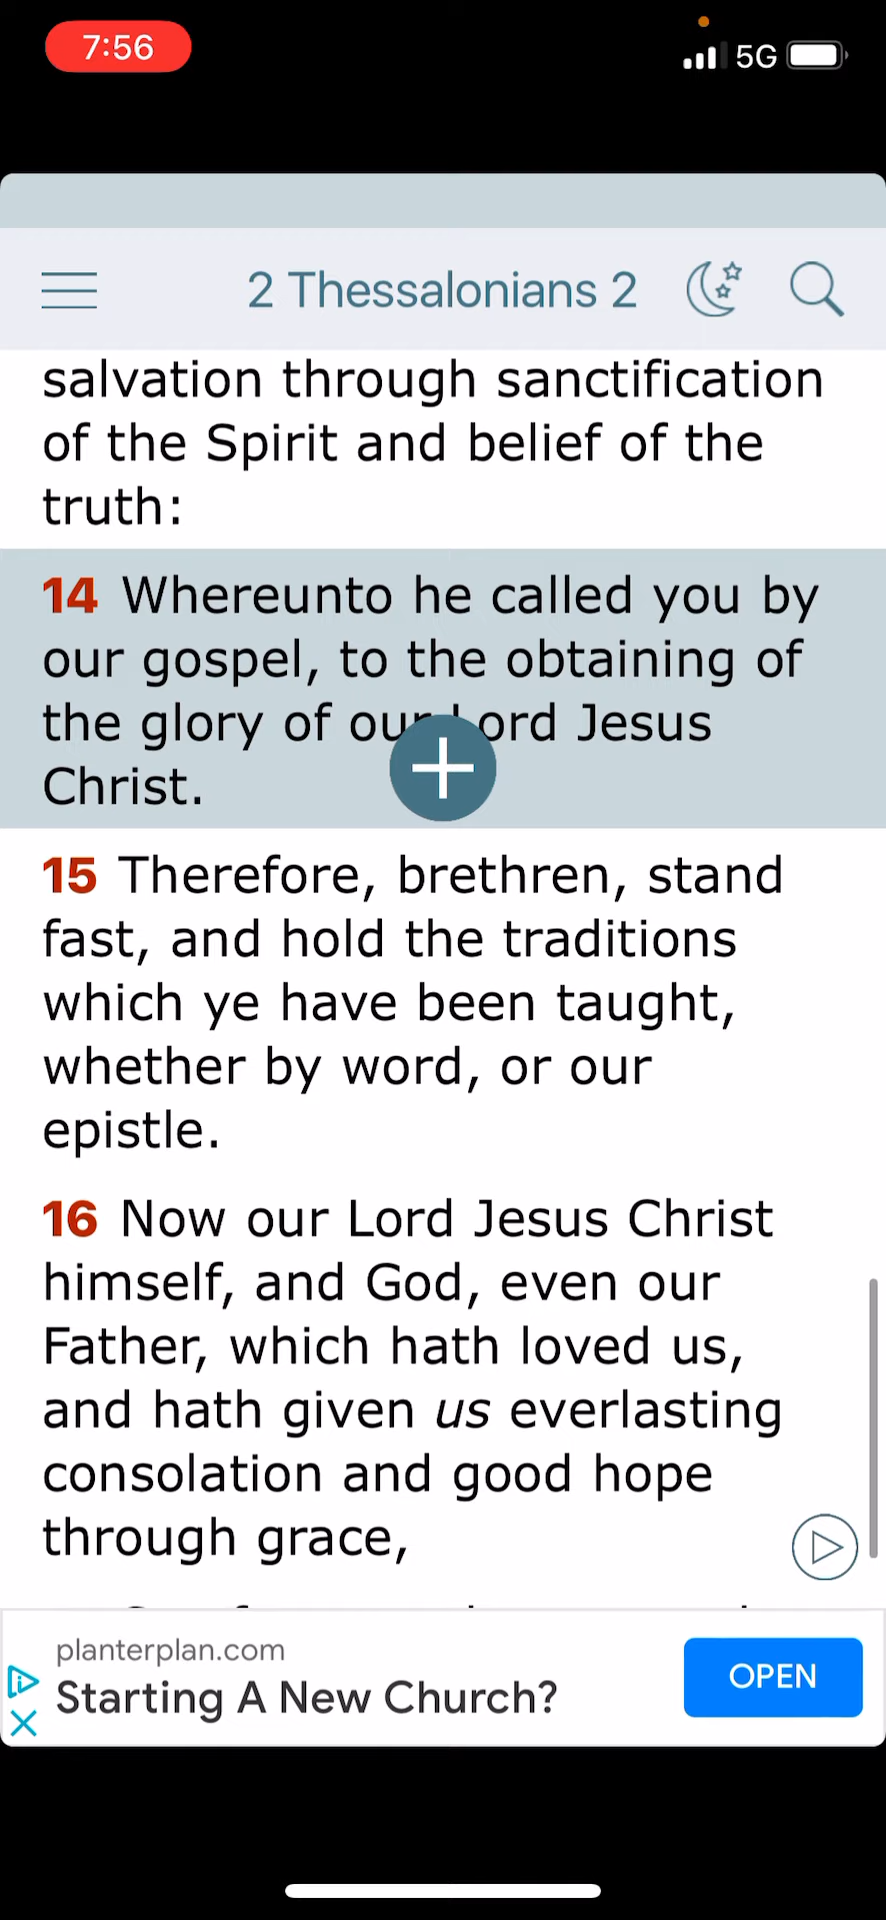 7:56
5G
2 Thessalonians 2
salvation through sanctification
of the Spirit and belief of the
truth:
14 Whereunto he called you by
our gospel, to the obtaining of
the glory of our Lord Jesus
Christ.
15 Therefore, brethren, stand
fast, and hold the traditions
which ye have been taught,
whether by word, or our
epistle.
16 Now our Lord Jesus Christ
himself, and God, even our
Father, which hath loved us,
and hath given us everlasting
consolation and good hope
through grace,
planterplan.com
Starting A New Church?
OPEN